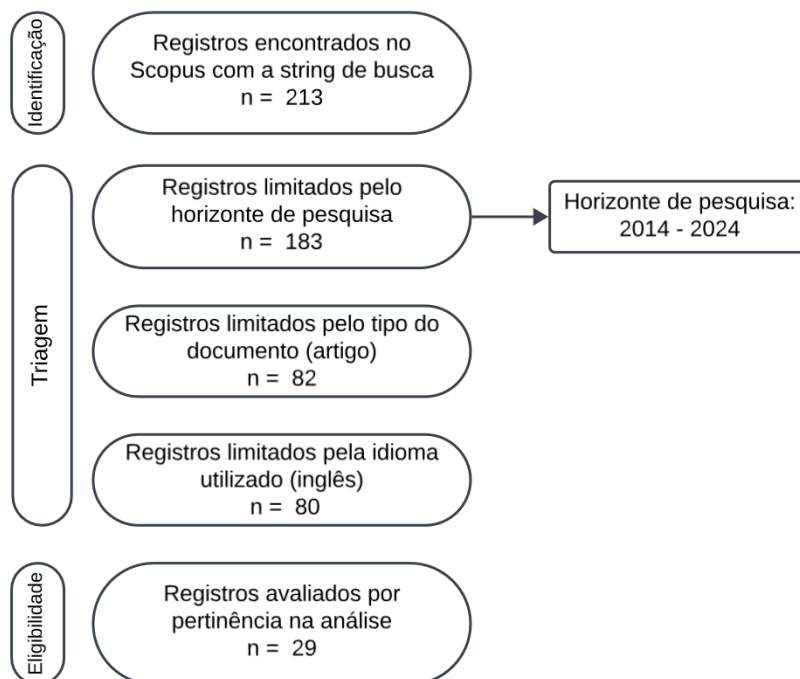 Identificação
Registros encontrados no
Scopus com a string de busca
n = 213
Triagem
Registros limitados pelo
horizonte de pesquisa
n = 183
Horizonte de pesquisa:
2014 - 2024
Registros limitados pelo tipo do
documento (artigo)
n = 82
Registros limitados pela idioma
utilizado (inglês)
n = 80
Eligibilidade
Registros avaliados por
pertinência na análise
n = 29